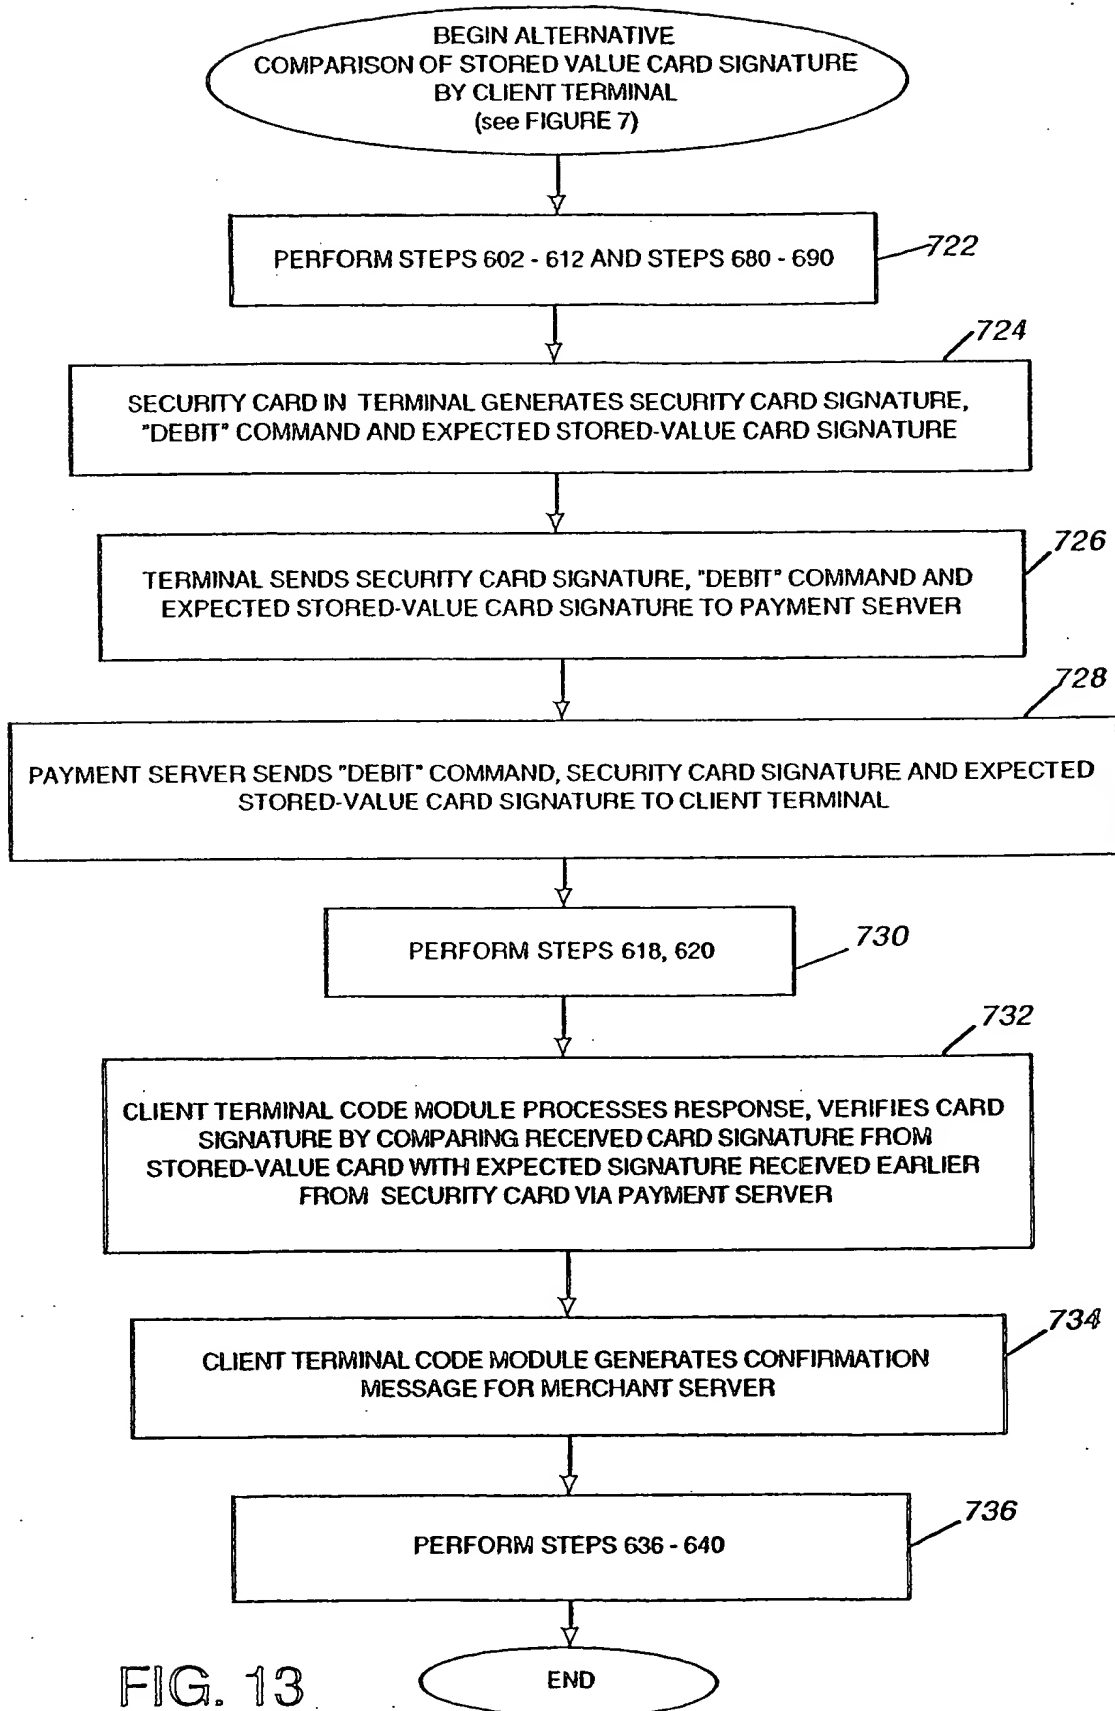 BEGIN ALTERNATIVE
COMPARISON OF STORED VALUE CARD SIGNATURE
BY CLIENT TERMINAL
(see FIGURE 7)
PERFORM STEPS 602 - 612 AND STEPS 680 - 690
722
724
SECURITY CARD IN TERMINAL GENERATES SECURITY CARD SIGNATURE,
"DEBIT" COMMAND AND EXPECTED STORED-VALUE CARD SIGNATURE
726
TERMINAL SENDS SECURITY CARD SIGNATURE, "DEBIT" COMMAND AND
EXPECTED STORED-VALUE CARD SIGNATURE TO PAYMENT SERVER
728
PAYMENT SERVER SENDS "DEBIT" COMMAND, SECURITY CARD SIGNATURE AND EXPECTED
STORED-VALUE CARD SIGNATURE TO CLIENT TERMINAL
PERFORM STEPS 618, 620
730
732
CLIENT TERMINAL CODE MODULE PROCESSES RESPONSE, VERIFIES CARD
SIGNATURE BY COMPARING RECEIVED CARD SIGNATURE FROM
STORED-VALUE CARD WITH EXPECTED SIGNATURE RECEIVED EARLIER
FROM SECURITY CARD VIA PAYMENT SERVER
734
CLIENT TERMINAL CODE MODULE GENERATES CONFIRMATION
MESSAGE FOR MERCHANT SERVER
736
PERFORM STEPS 636 - 640
END
FIG. 13